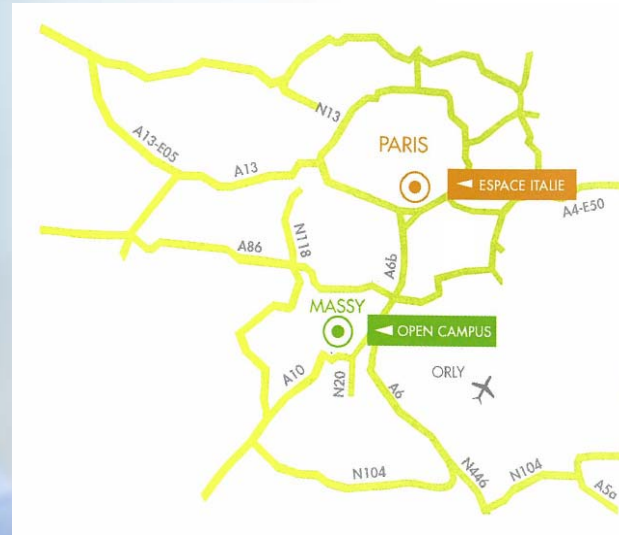 N13
PARIS
A13-E05
A13
ESPACE ITALIE
A4-E50
N118
A86
A6b
MASSY
OPEN CAMPUS
A10
N20
A6
ORLY
N104
N446
N104
A5a